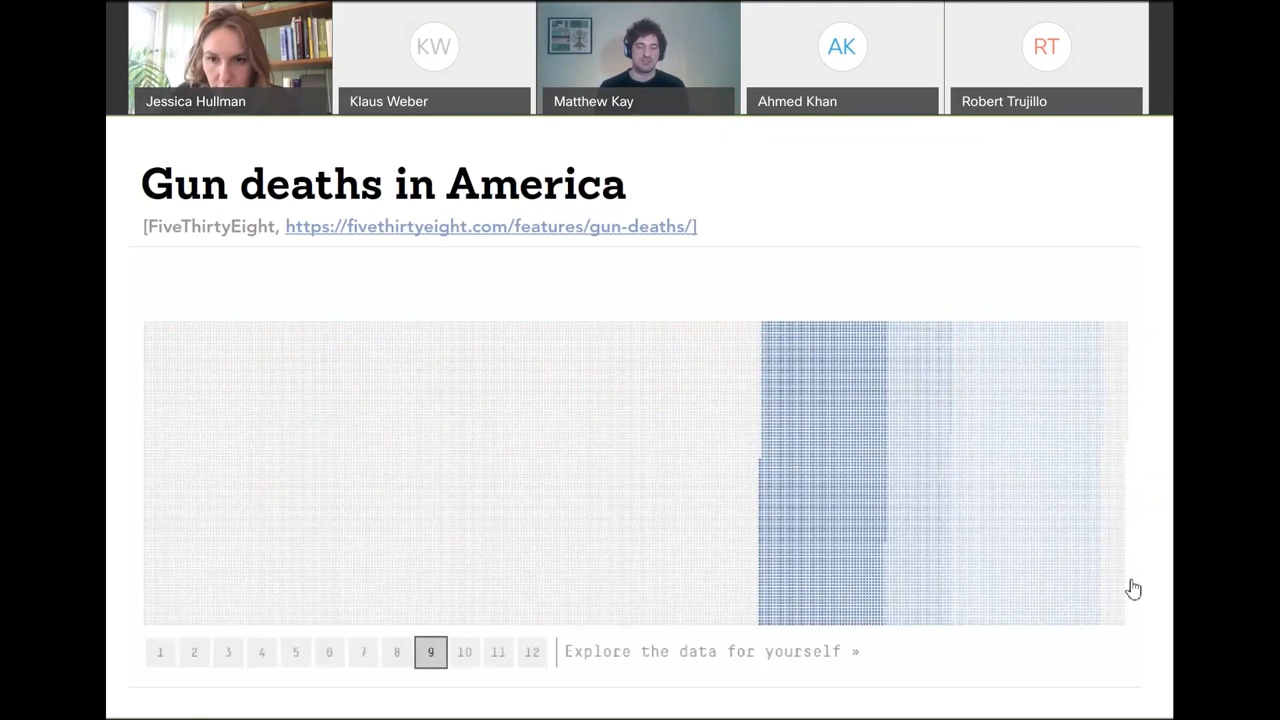 KW
AK
RT
Jessica Hullman
Klaus Weber
Matthew Kay
Ahmed Khan
Robert Trujillo
Gun deaths in America
[FiveThirtyEight, https://fivethirtyeight.com/features/gun-deaths/]
1 2 3 4 5 6 7 8 9 10 11 12 Explore the data for yourself »